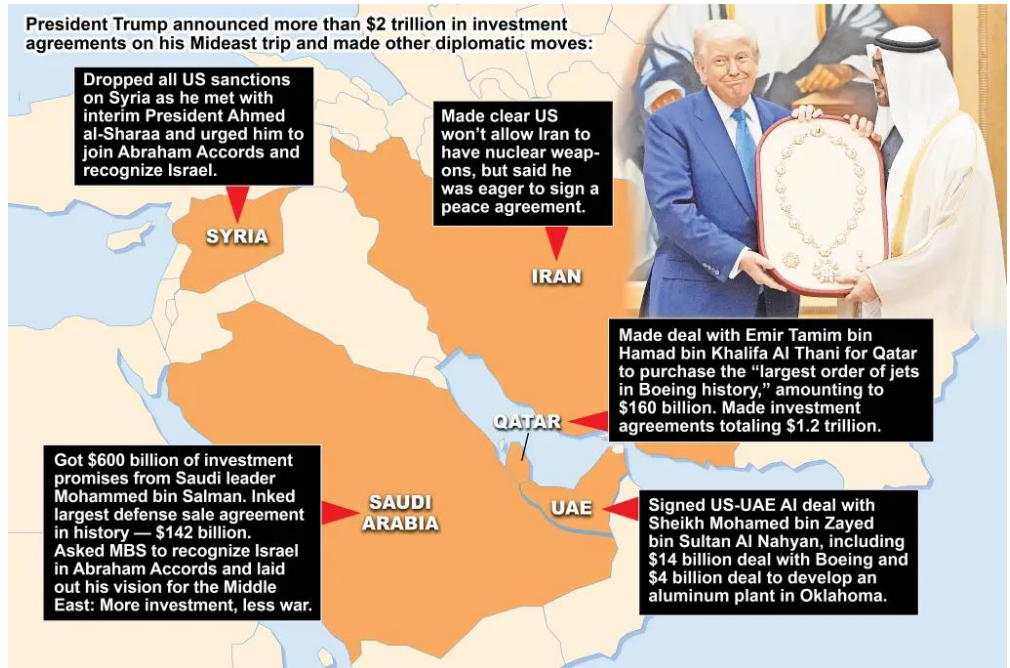 President Trump announced more than $2 trillion in investment
agreements on his Mideast trip and made other diplomatic moves:
Dropped all US sanctions
on Syria as he met with
interim President Ahmed
al-Sharaa and urged him to
join Abraham Accords and
recognize Israel.
Made clear US
won’t allow Iran to
have nuclear weap-
ons, but said he
was eager to sign a
peace agreement.
SYRIA
IRAN
Made deal with Emir Tamim bin
Hamad bin Khalifa Al Thani for Qatar
to purchase the “largest order of jets
in Boeing history,” amounting to
$160 billion. Made investment
agreements totaling $1.2 trillion.
QATAR
Got $600 billion of investment
promises from Saudi leader
Mohammed bin Salman. Inked
largest defense sale agreement
in history — $142 billion.
Asked MBS to recognize Israel
in Abraham Accords and laid
out his vision for the Middle
East: More investment, less war.
SAUDI
ARABIA
UAE
Signed US-UAE AI deal with
Sheikh Mohamed bin Zayed
bin Sultan Al Nahyan, including
$14 billion deal with Boeing and
$4 billion deal to develop an
aluminum plant in Oklahoma.